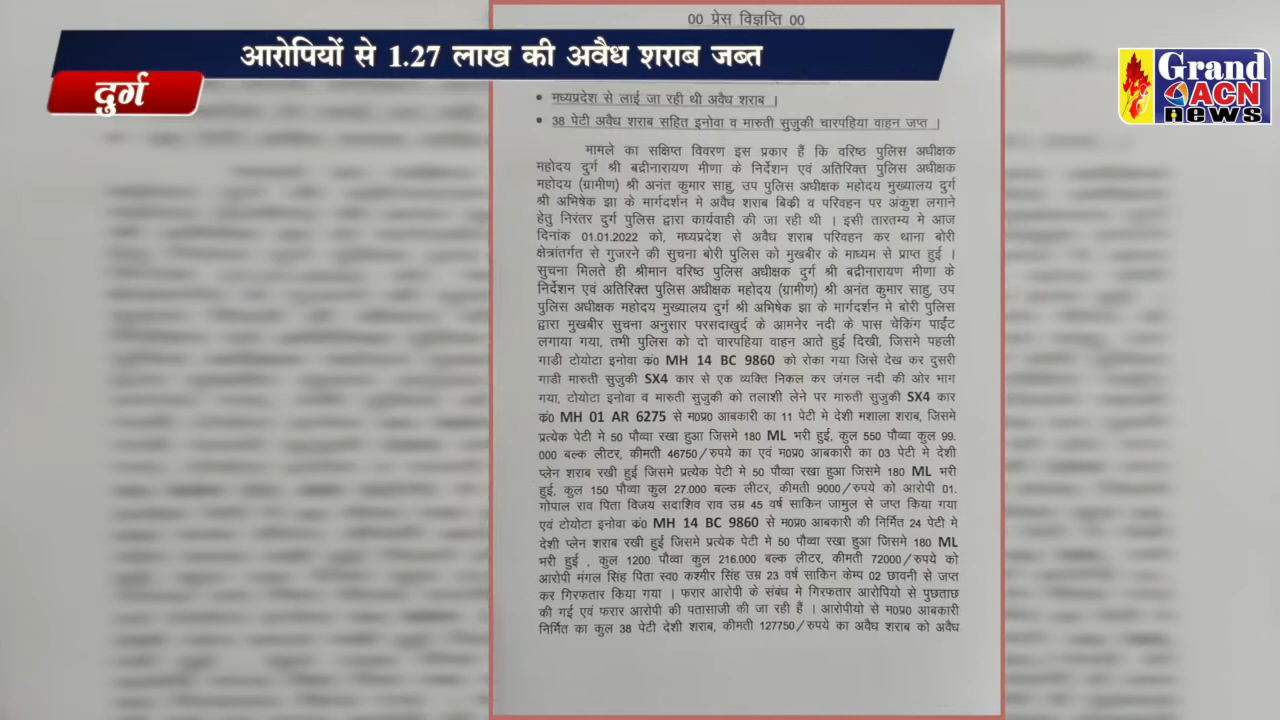 00 प्रेस विज्ञप्ति 00
आरोपियों से 1.27 लाख की अवैध शराब जब्त
दुर्ग
Grand
ACN
news
• मध्यप्रदेश से लाई जा रही थी अवैध शराब ।
• 38 पेटी अवैध शराब सहित इनोवा व मारुती सुजुकी चारपहिया वाहन जप्त ।
मामले का सक्षिप्त विवरण इस प्रकार हैं कि वरिष्ठ पुलिस अधीक्षक
महोदय दुर्ग श्री बद्रीनारायण मीणा के निर्देशन एवं अतिरिक्त पुलिस अधीक्षक
महोदय (ग्रामीण) श्री अनंत कुमार साहु, उप पुलिस अधीक्षक महोदय मुख्यालय दुर्ग
श्री अभिषेक झा के मार्गदर्शन मे अवैध शराब बिक्री व परिवहन पर अंकुश लगाने
हेतु निरंतर दुर्ग पुलिस द्वारा कार्यवाही की जा रही थी । इसी तारतम्य मे आज
दिनांक 01.01.2022 को, मध्यप्रदेश से अवैध शराब परिवहन कर थाना बोरी
क्षेत्रांतर्गत से गुजरने की सुचना बोरी पुलिस को मुखबीर के माध्यम से प्राप्त हुई ।
सुचना मिलते ही श्रीमान वरिष्ठ पुलिस अधीक्षक दुर्ग श्री बद्रीनारायण मीणा के
निर्देशन एवं अतिरिक्त पुलिस अधीक्षक महोदय (ग्रामीण) श्री अनंत कुमार साहु, उप
पुलिस अधीक्षक महोदय मुख्यालय दुर्ग श्री अभिषेक झा के मार्गदर्शन मे बोरी पुलिस
द्वारा मुखबीर सुचना अनुसार परसदाखुर्द के आमनेर नदी के पास चेकिंग पाईंट
लगाया गया, तभी पुलिस को दो चारपहिया वाहन आते हुई दिखी, जिसमे पहली
गाडी टोयोटा इनोवा कं0 MH 14 BC 9860 को रोका गया जिसे देख कर दुसरी
गाडी मारुती सुजुकी SX4 कार से एक व्यक्ति निकल कर जंगल नदी की ओर भाग
गया, टोयोटा इनोवा व मारुती सुजुकी को तलाशी लेने पर मारुती सुजुकी SX4 कार
कं0 MH 01 AR 6275 से म0प्र0 आबकारी का 11 पेटी मे देशी मशाला शराब, जिसमे
प्रत्येक पेटी मे 50 पौव्वा रखा हुआ जिसमे 180 ML भरी हुई, कुल 550 पौव्वा कुल 99.
000 बल्क लीटर, कीमती 46750/रुपये का एवं म0प्र0 आबकारी का 03 पेटी मे देशी
प्लेन शराब रखी हुई जिसमे प्रत्येक पेटी मे 50 पौव्वा रखा हुआ जिसमे 180 ML भरी
हुई, कुल 150 पौव्वा कुल 27.000 बल्क लीटर, कीमती 9000/रुपये को आरोपी 01.
गोपाल राव पिता विजय सदाशिव राव उम्र 45 वर्ष साकिन जामुल से जप्त किया गया
एवं टोयोटा इनोवा कं0 MH 14 BC 9860 से म0प्र0 आबकारी की निर्मित 24 पेटी मे
देशी प्लेन शराब रखी हुई जिसमे प्रत्येक पेटी मे 50 पौव्वा रखा हुआ जिसमे 180 ML
भरी हुई , कुल 1200 पौव्वा कुल 216.000 बल्क लीटर, कीमती 72000/रुपये को
आरोपी मंगल सिंह पिता स्व0 कश्मीर सिंह उम्र 23 वर्ष साकिन केम्प 02 छावनी से जप्त
कर गिरफतार किया गया । फरार आरोपी के संबंध मे गिरफतार आरोपियो से पुछताछ
की गई एवं फरार आरोपी की पतासाजी की जा रही हैं । आरोपीयो से म0प्र0 आबकारी
निर्मित का कुल 38 पेटी देशी शराब, कीमती 127750/रुपये का अवैध शराब को अवैध